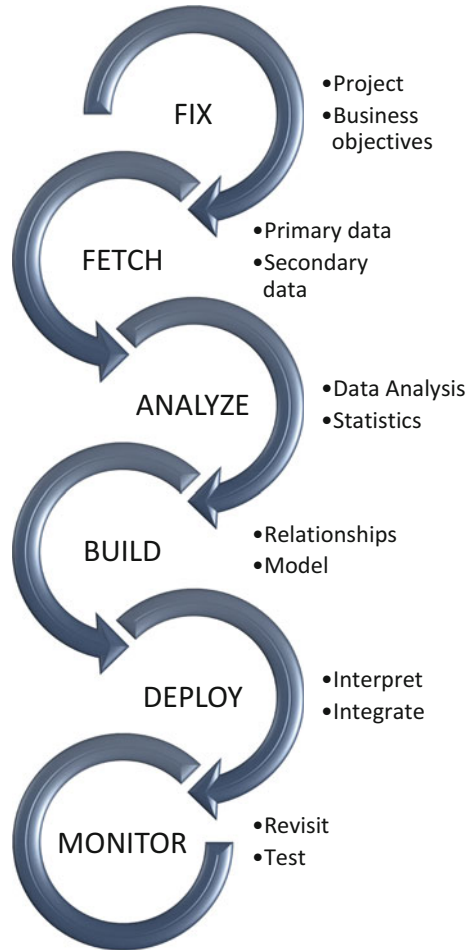 FIX
•Project
•Business
objectives
FETCH
•Primary data
•Secondary
data
ANALYZE
•Data Analysis
•Statistics
BUILD
•Relationships
•Model
DEPLOY
•Interpret
•Integrate
MONITOR
•Revisit
•Test